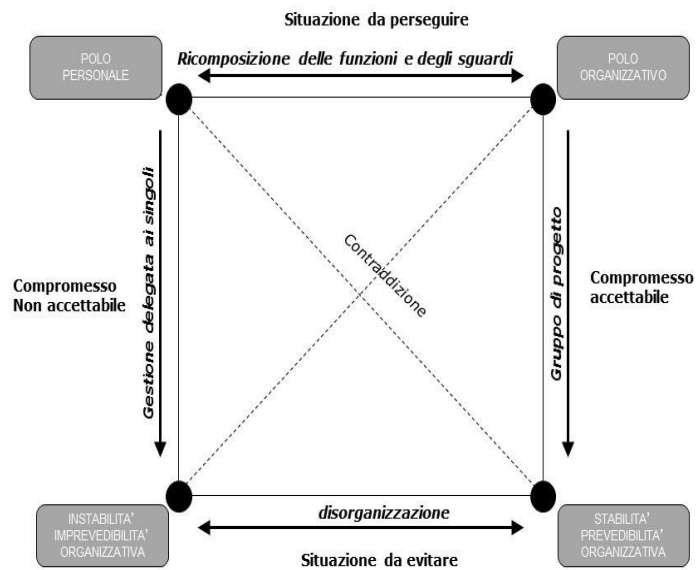 Situazione da perseguire
POLO
PERSONALE
Ricomposizione delle funzioni e degli sguardi
POLO
ORGANIZZATIVO
Gestione delegata ai singoli
Contraddizione
Gruppo di progetto
Compromesso
Non accettabile
Compromesso
accettabile
INSTABILITA'
IMPREVEDIBILITA'
ORGANIZZATIVA
disorganizzazione
STABILITA'
PREVEDIBILITA'
ORGANIZZATIVA
Situazione da evitare